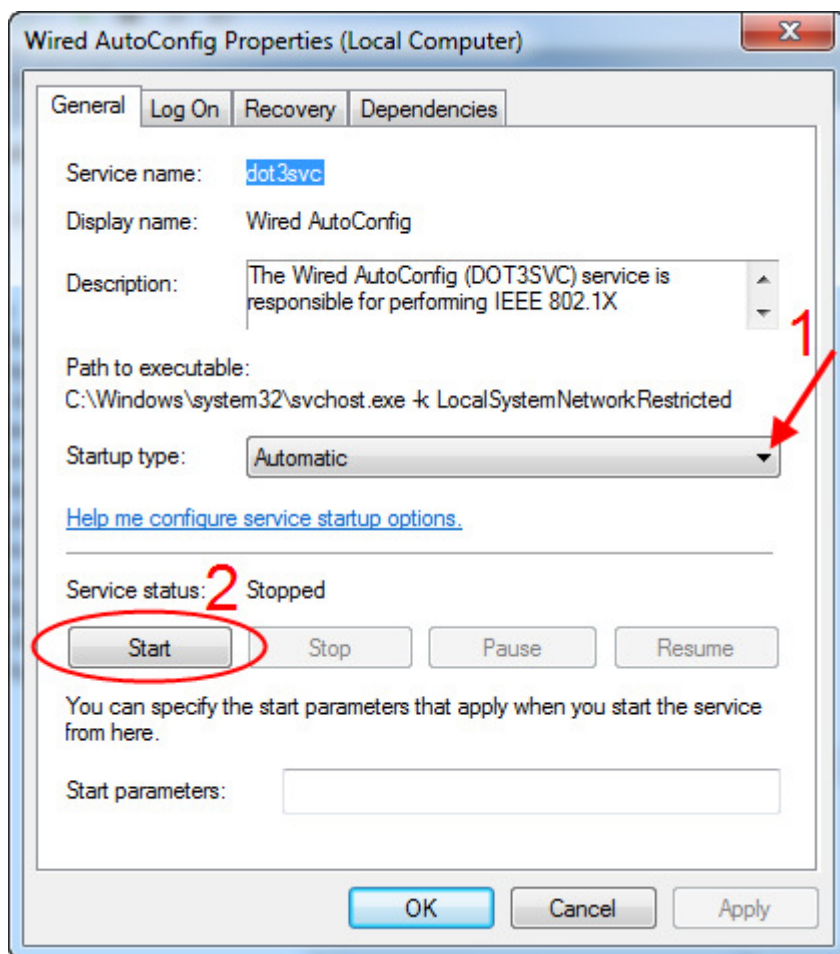 Wired AutoConfig Properties (Local Computer)
General Log On Recovery Dependencies
Service name: dot3svc
Display name: Wired AutoConfig
Description: The Wired AutoConfig (DOT3SVC) service is
responsible for performing IEEE 802.1X
1
Path to executable:
C:\Windows\system32\svchost.exe -k LocalSystemNetworkRestricted
Startup type: Automatic
Help me configure service startup options.
Service status: 2 Stopped
Start Stop Pause Resume
You can specify the start parameters that apply when you start the service
from here.
Start parameters:
OK Cancel Apply